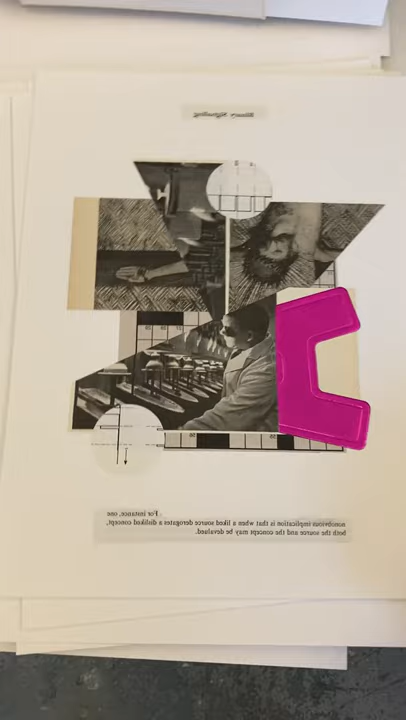 . For instance, one
nonobvious implication is that when a liked source derogates a disliked concept,
both the source and the concept may be devalued.